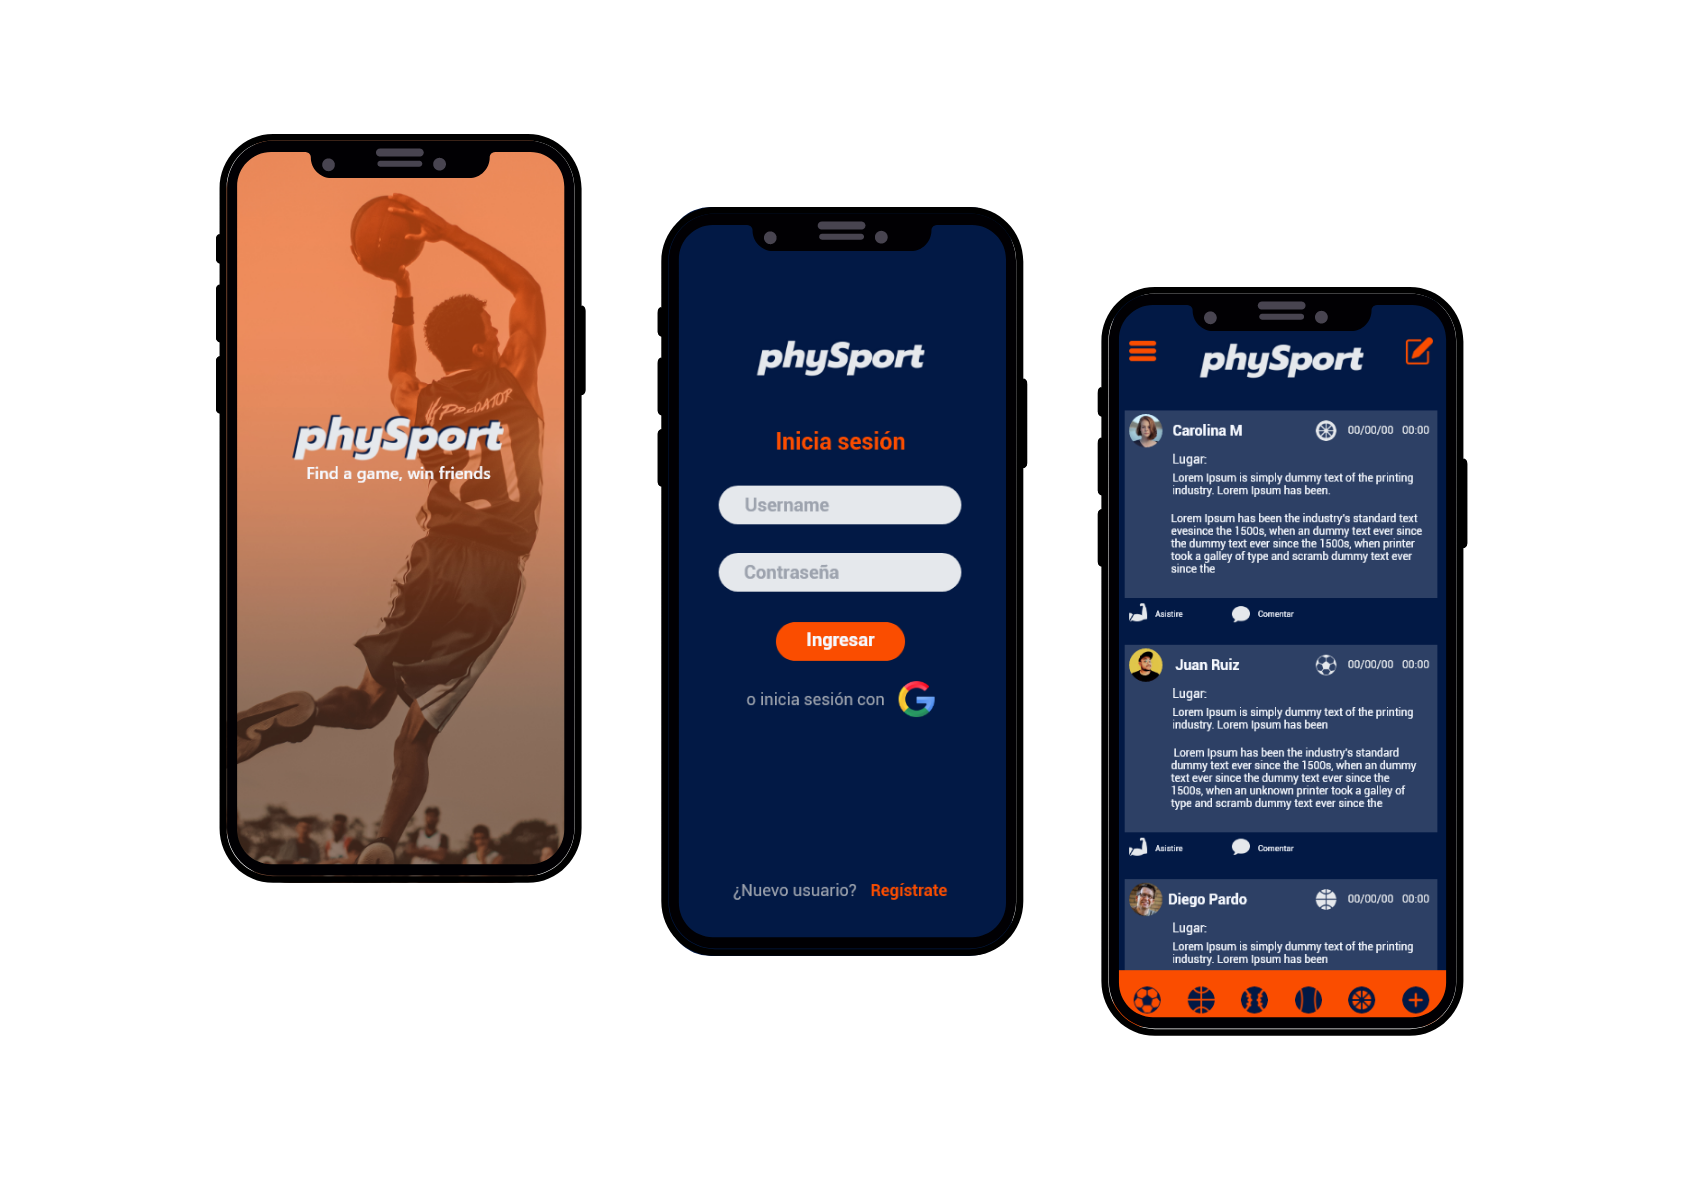 PREDATOR
phySport
Find a game, win friends
phySport
Inicia sesión
Username
Contraseña
Ingresar
o inicia sesión con
¿Nuevo usuario? Regístrate
phySport
Carolina M 00/00/00 00:00
Lugar:
Lorem Ipsum is simply dummy text of the printing
industry. Lorem Ipsum has been.
Lorem Ipsum has been the industry's standard text
evesince the 1500s, when an dummy text ever since
the dummy text ever since the 1500s, when printer
took a galley of type and scramb dummy text ever
since the
Asistire Comentar
Juan Ruiz 00/00/00 00:00
Lugar:
Lorem Ipsum is simply dummy text of the printing
industry. Lorem Ipsum has been
Lorem Ipsum has been the industry's standard
dummy text ever since the 1500s, when an dummy
text ever since the dummy text ever since the
1500s, when an unknown printer took a galley of
type and scramb dummy text ever since the
Asistire Comentar
Diego Pardo 00/00/00 00:00
Lugar:
Lorem Ipsum is simply dummy text of the printing
industry. Lorem Ipsum has been